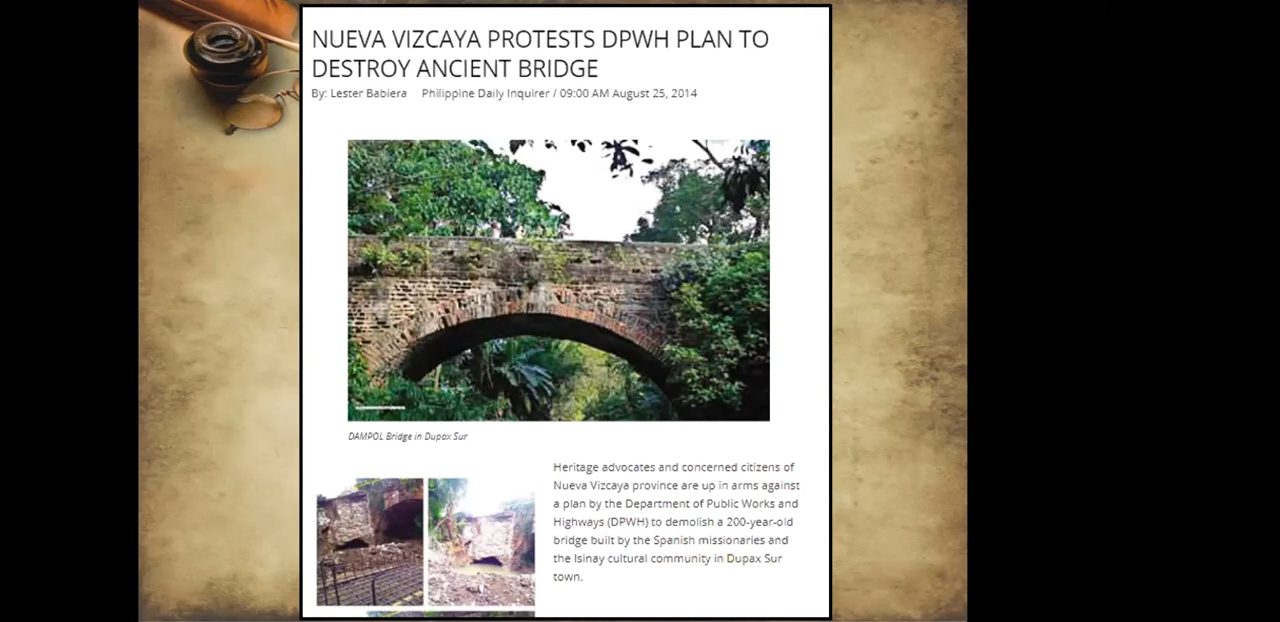 NUEVA VIZCAYA PROTESTS DPWH PLAN TO
DESTROY ANCIENT BRIDGE
By: Lester Babiera Philippine Daily Inquirer / 09:00 AM August 25, 2014
DAMPOL Bridge in Dupax Sur
Heritage advocates and concerned citizens of
Nueva Vizcaya province are up in arms against
a plan by the Department of Public Works and
Highways (DPWH) to demolish a 200-year-old
bridge built by the Spanish missionaries and
the Isinay cultural community in Dupax Sur
town.